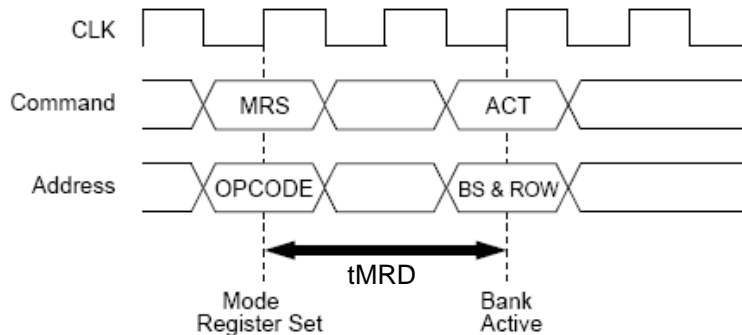 CLK
Command
MRS
ACT
Address
OPCODE
BS & ROW
tMRD
Mode
Register Set
Bank
Active